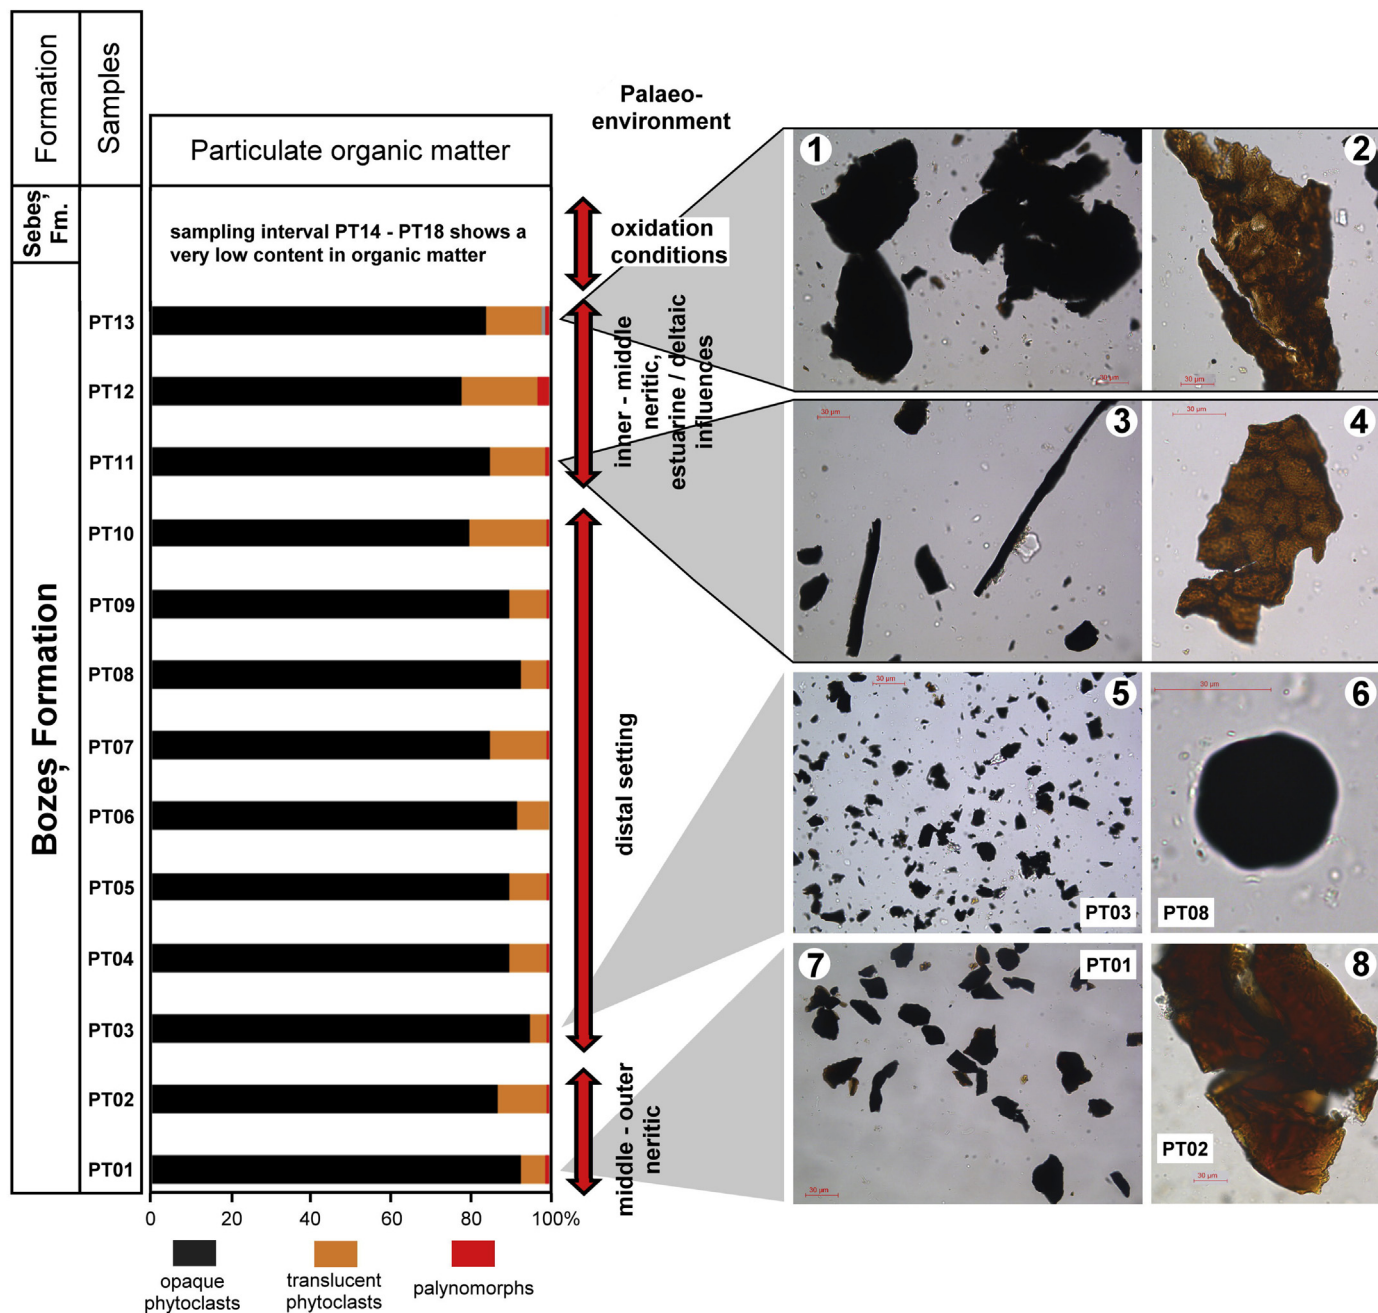 Formation
Samples
Particulate organic matter
Palaeo-
environment
Sebeș
Fm.
sampling interval PT14 - PT18 shows a
very low content in organic matter
oxidation
conditions
Bozeș Formation
PT13
PT12
PT11
PT10
PT09
PT08
PT07
PT06
PT05
PT04
PT03
PT02
PT01
inner - middle
neritic,
estuarine / deltaic
influences
distal setting
middle - outer
neritic
0 20 40 60 80 100%
opaque
phytoclasts
translucent
phytoclasts
palynomorphs
1
30 µm
2
30 µm
3
30 µm
4
30 µm
5
30 µm
PT03
6
30 µm
PT08
7
30 µm
PT01
8
30 µm
PT02